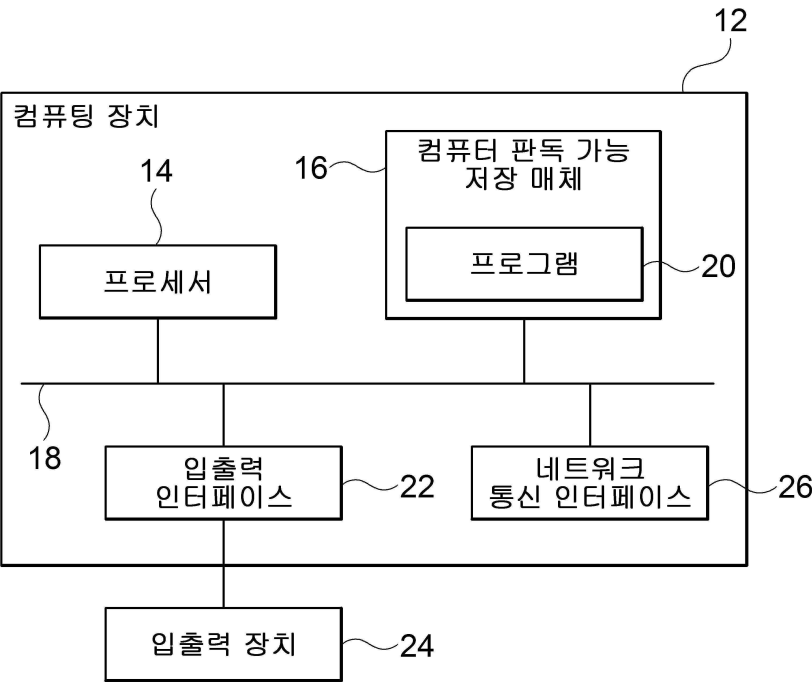 12
컴퓨팅 장치
14
16
컴퓨터 판독 가능
저장 매체
프로세서
프로그램
20
18
입출력
인터페이스
22
네트워크
통신 인터페이스
26
입출력 장치
24